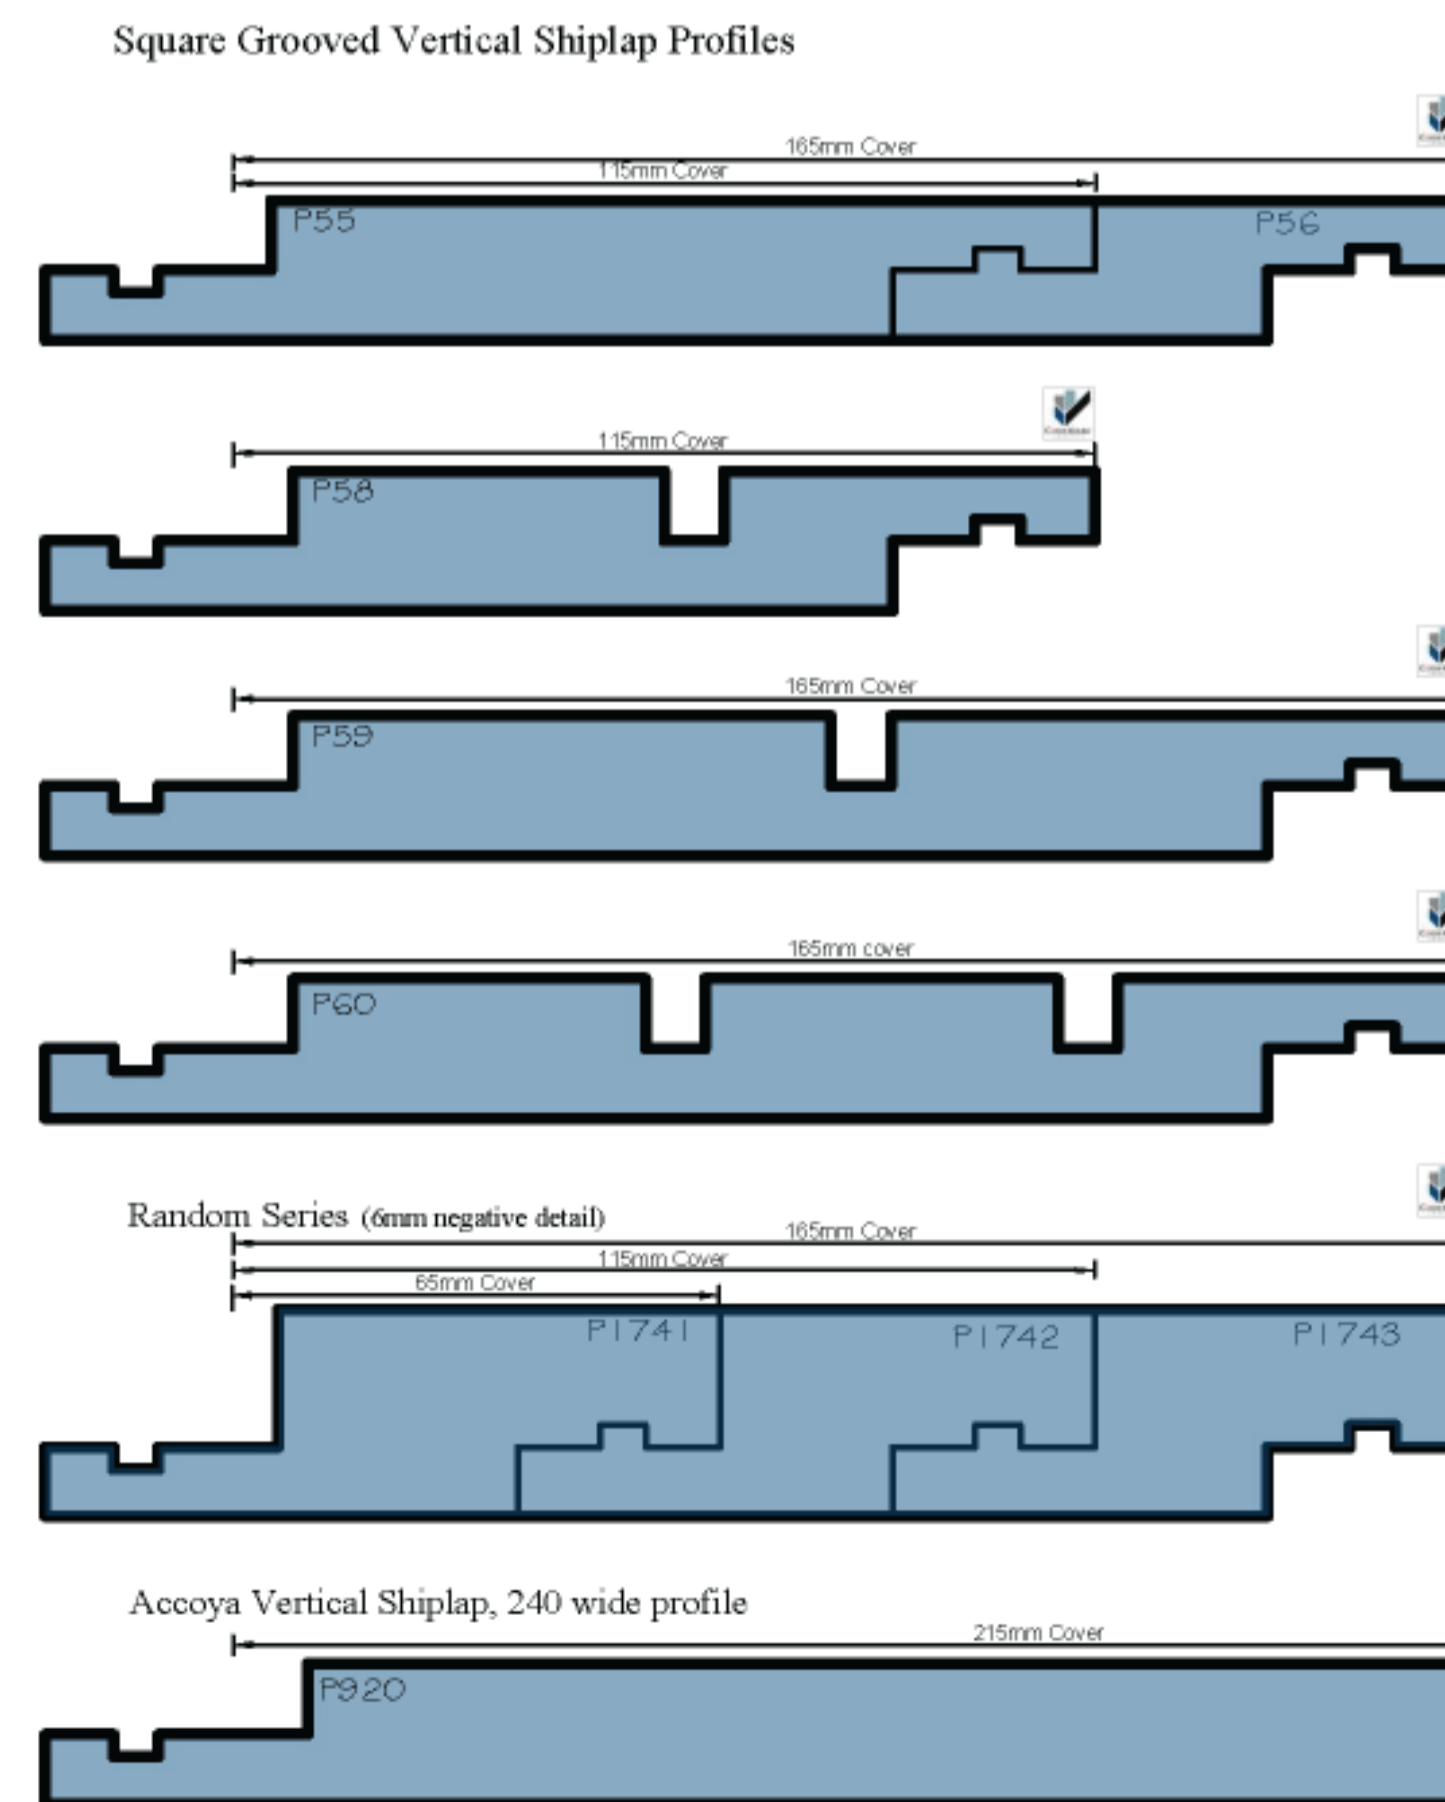 Square Grooved Vertical Shiplap Profiles
165mm Cover
115mm Cover
P55
P56
115mm Cover
P58
165mm Cover
P59
165mm cover
P60
Random Series (6mm negative detail)
165mm Cover
115mm Cover
65mm Cover
P1741
P1742
P1743
Accoya Vertical Shiplap, 240 wide profile
215mm Cover
P920